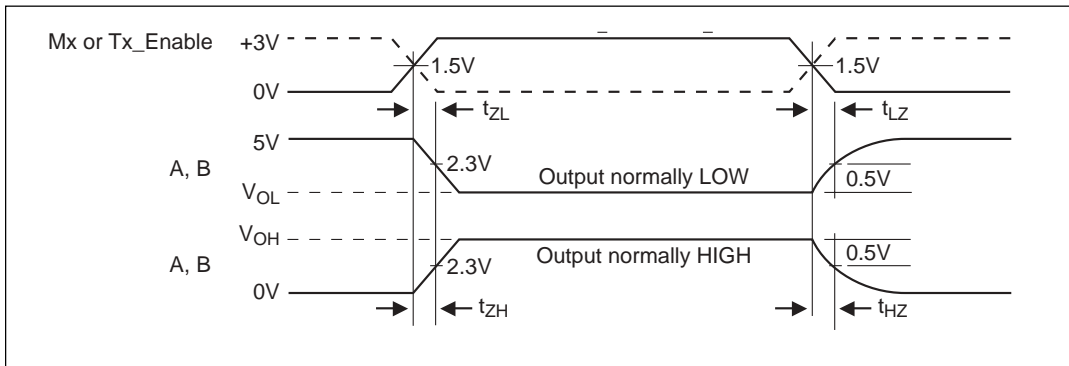 Mx or Tx_Enable
+3V
0V
1.5V
1.5V
tZL
tLZ
A, B
5V
VOL
2.3V
Output normally LOW
0.5V
A, B
VOH
0V
2.3V
Output normally HIGH
0.5V
tZH
tHZ